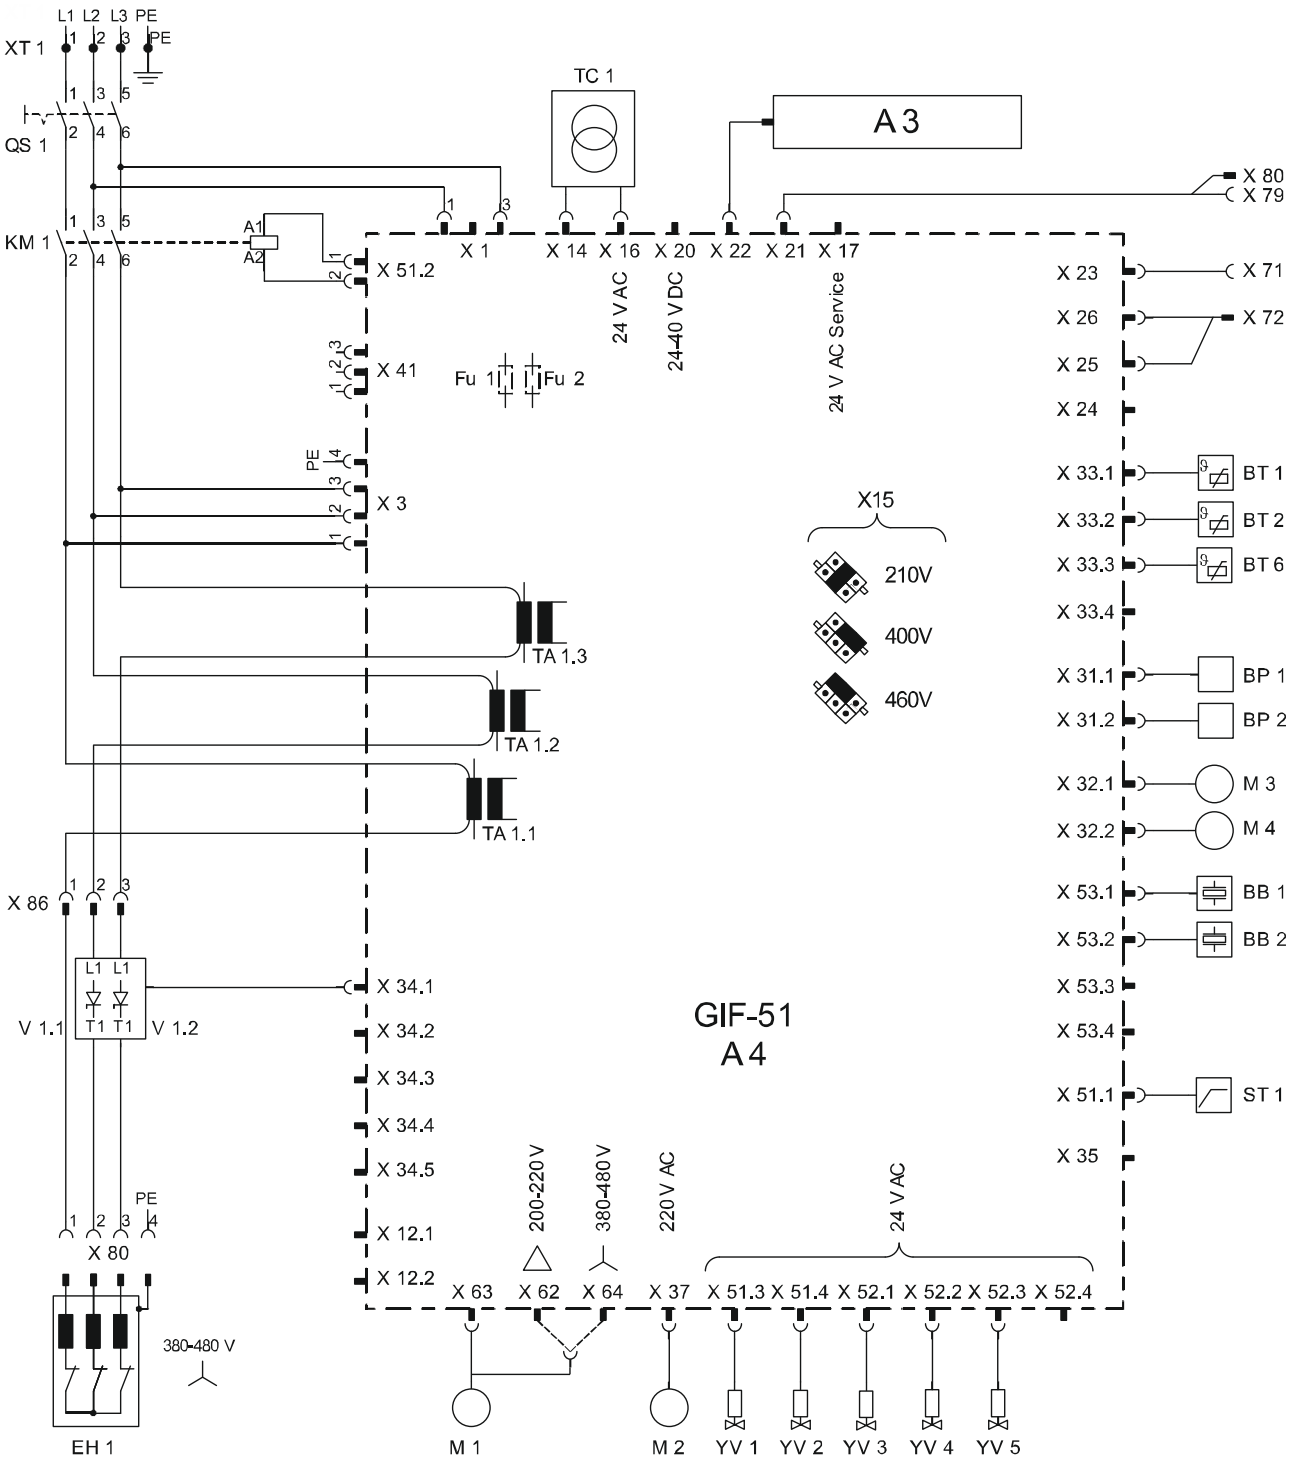 L1 L2 L3 PE
XT 1
1 2 3 PE
1 3 5
QS 1
2 4 6
TC 1
A 3
X 80
X 79
1 3
1 3 5
KM 1
2 4 6
A1
A2
1
2
X 51.2
X 1
X 14
X 16
X 20
X 22
X 21
X 17
24 V AC
24-40 V DC
24 V AC Service
X 23
X 71
X 26
X 72
X 25
X 24
3
2
1
X 41
Fu 1
Fu 2
PE
4
3
2
1
X 3
X15
210V
400V
460V
X 33.1
BT 1
X 33.2
BT 2
X 33.3
BT 6
X 33.4
ϑ
ϑ
ϑ
TA 1.3
TA 1.2
TA 1.1
X 31.1
BP 1
X 31.2
BP 2
X 32.1
M 3
X 32.2
M 4
X 53.1
BB 1
X 53.2
BB 2
X 53.3
X 53.4
X 51.1
ST 1
X 35
X 86
1 2 3
L1 L1
T1 T1
V 1.1
V 1.2
X 34.1
X 34.2
X 34.3
X 34.4
X 34.5
X 12.1
X 12.2
GIF-51
A 4
PE
1 2 3 4
X 80
380-480 V
EH 1
200-220 V
380-480 V
220 V AC
24 V AC
X 63
X 62
X 64
X 37
X 51.3
X 51.4
X 52.1
X 52.2
X 52.3
X 52.4
M 1
M 2
YV 1
YV 2
YV 3
YV 4
YV 5